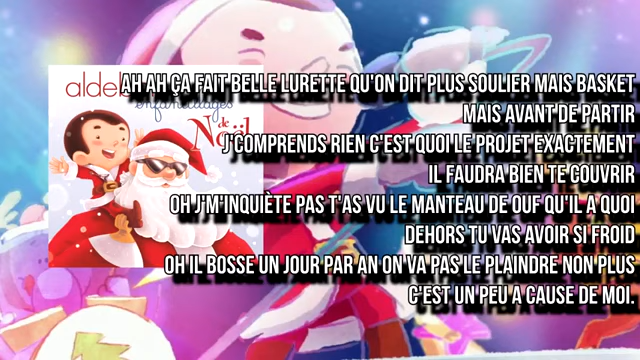 alde
enfantillages
de Noël
AH AH ÇA FAIT BELLE LURETTE QU'ON DIT PLUS SOULIER MAIS BASKET
MAIS AVANT DE PARTIR
J'COMPRENDS RIEN C'EST QUOI LE PROJET EXACTEMENT
IL FAUDRA BIEN TE COUVRIR
OH J'M'INQUIÈTE PAS T'AS VU LE MANTEAU DE OUF QU'IL A QUOI
DEHORS TU VAS AVOIR SI FROID
OH IL BOSSE UN JOUR PAR AN ON VA PAS LE PLAINDRE NON PLUS
C'EST UN PEU A CAUSE DE MOI.